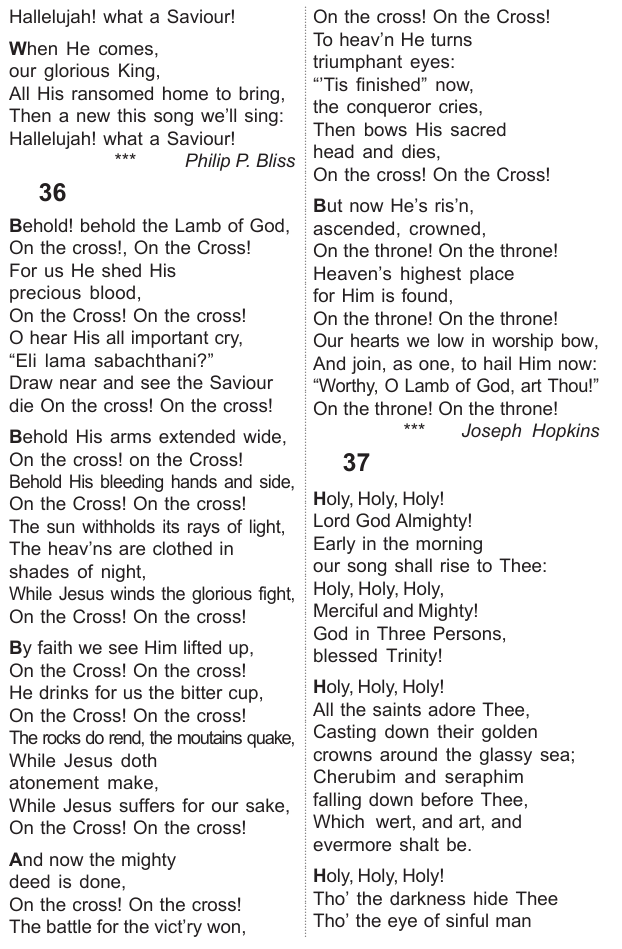 Hallelujah! what a Saviour!
When He comes,
our glorious King,
All His ransomed home to bring,
Then a new this song we'll sing:
Hallelujah! what a Saviour!
*** Philip P. Bliss
36
Behold! behold the Lamb of God,
On the cross!, On the Cross!
For us He shed His
precious blood,
On the Cross! On the cross!
O hear His all important cry,
“Eli lama sabachthani?”
Draw near and see the Saviour
die On the cross! On the cross!
Behold His arms extended wide,
On the cross! on the Cross!
Behold His bleeding hands and side,
On the Cross! On the cross!
The sun withholds its rays of light,
The heav’ns are clothed in
shades of night,
While Jesus winds the glorious fight,
On the Cross! On the cross!
By faith we see Him lifted up,
On the Cross! On the cross!
He drinks for us the bitter cup,
On the Cross! On the cross!
The rocks do rend, the moutains quake,
While Jesus doth
atonement make,
While Jesus suffers for our sake,
On the Cross! On the cross!
And now the mighty
deed is done,
On the cross! On the cross!
The battle for the vict’ry won,
On the cross! On the Cross!
To heav’n He turns
triumphant eyes:
“’Tis finished” now,
the conqueror cries,
Then bows His sacred
head and dies,
On the cross! On the Cross!
But now He’s ris’n,
ascended, crowned,
On the throne! On the throne!
Heaven’s highest place
for Him is found,
On the throne! On the throne!
Our hearts we low in worship bow,
And join, as one, to hail Him now:
“Worthy, O Lamb of God, art Thou!”
On the throne! On the throne!
*** Joseph Hopkins
37
Holy, Holy, Holy!
Lord God Almighty!
Early in the morning
our song shall rise to Thee:
Holy, Holy, Holy,
Merciful and Mighty!
God in Three Persons,
blessed Trinity!
Holy, Holy, Holy!
All the saints adore Thee,
Casting down their golden
crowns around the glassy sea;
Cherubim and seraphim
falling down before Thee,
Which wert, and art, and
evermore shalt be.
Holy, Holy, Holy!
Tho’ the darkness hide Thee
Tho’ the eye of sinful man